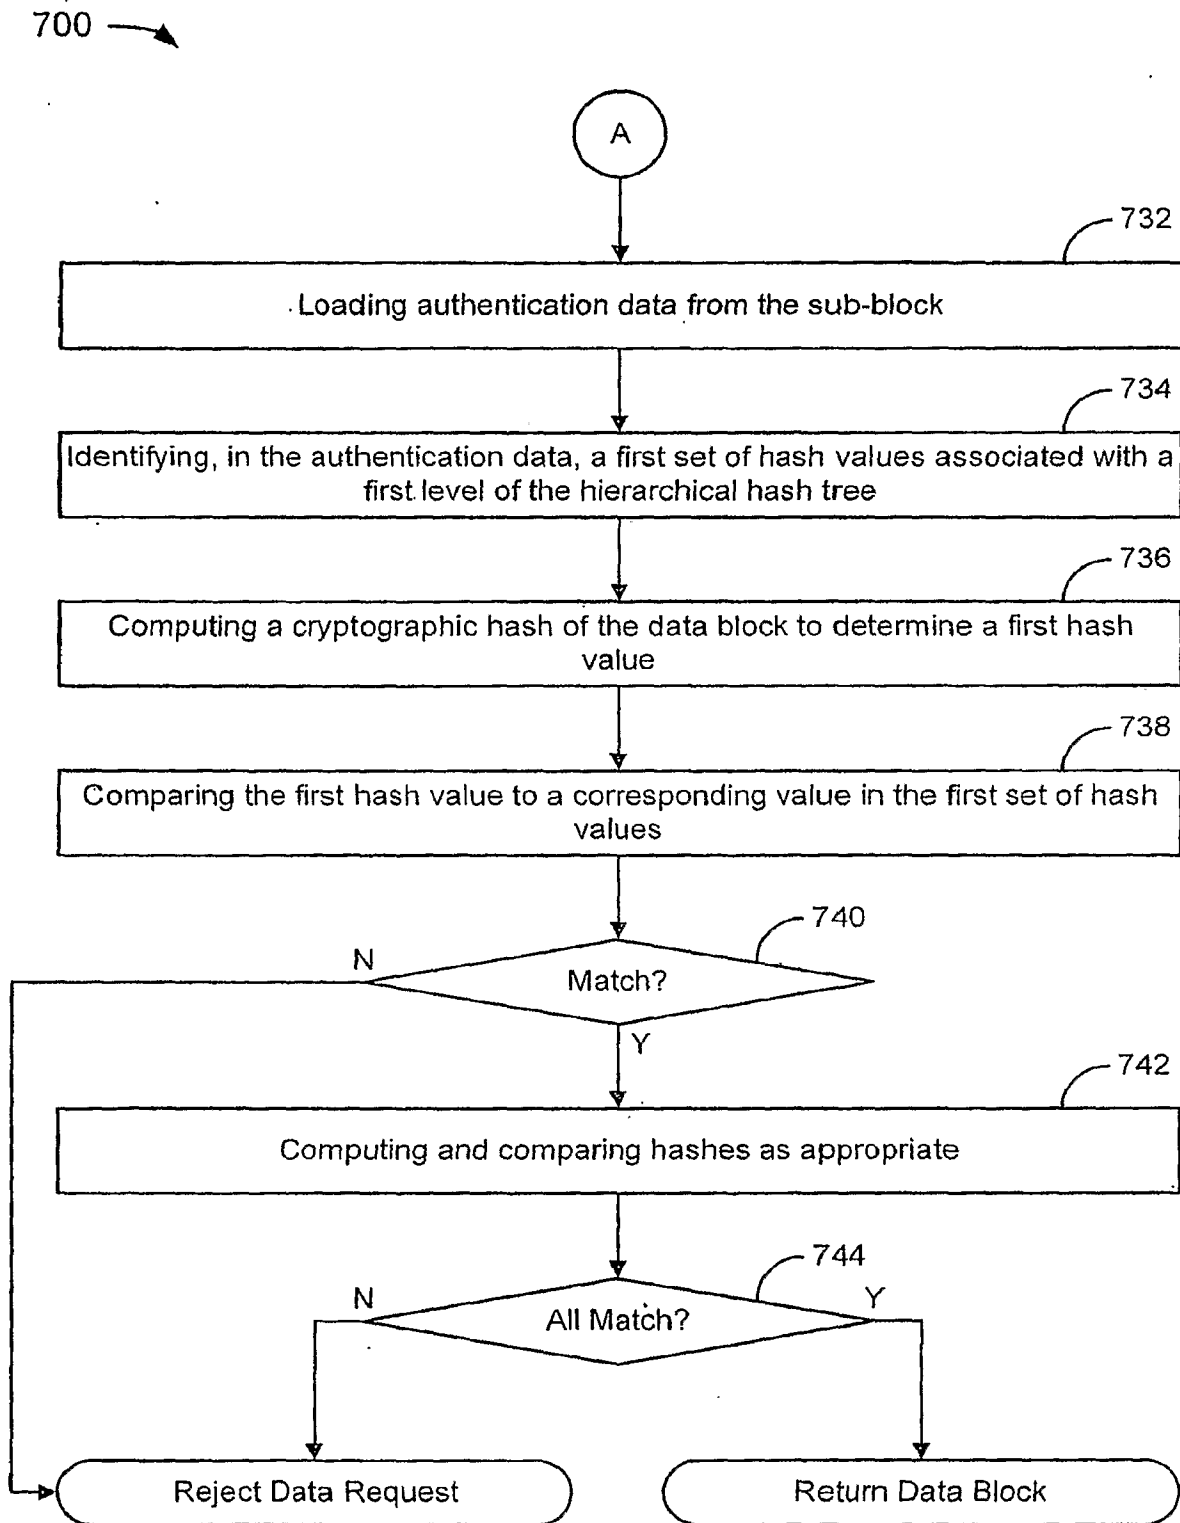 700
A
732
Loading authentication data from the sub-block
734
Identifying, in the authentication data, a first set of hash values associated with a
first level of the hierarchical hash tree
736
Computing a cryptographic hash of the data block to determine a first hash
value
738
Comparing the first hash value to a corresponding value in the first set of hash
values
740
N
Match?
Y
742
Computing and comparing hashes as appropriate
744
N
Y
All Match?
Reject Data Request
Return Data Block